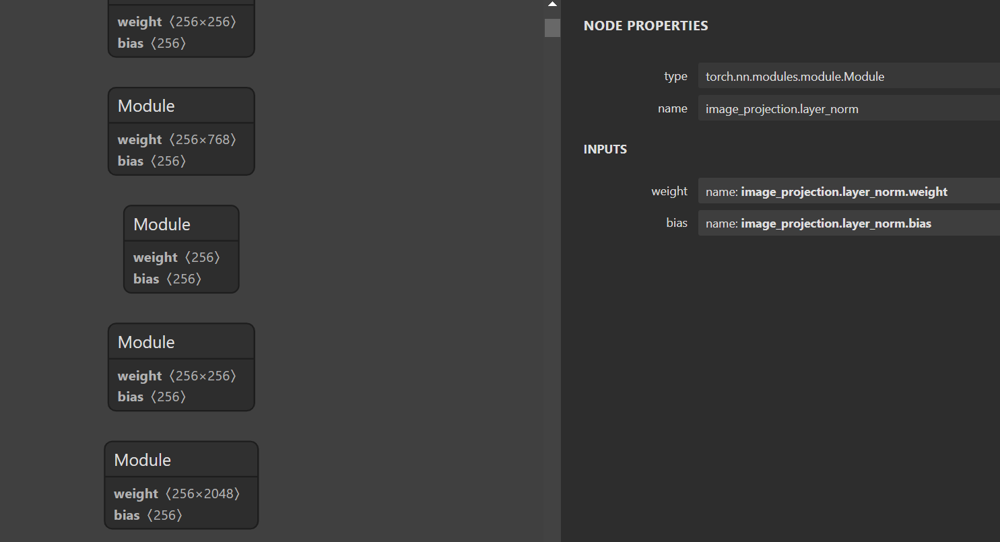 weight 〈256×256〉
bias 〈256〉
Module
weight 〈256×768〉
bias 〈256〉
Module
weight 〈256〉
bias 〈256〉
Module
weight 〈256×256〉
bias 〈256〉
Module
weight 〈256×2048〉
bias 〈256〉
NODE PROPERTIES
type torch.nn.modules.module.Module
name image_projection.layer_norm
INPUTS
weight name: image_projection.layer_norm.weight
bias name: image_projection.layer_norm.bias